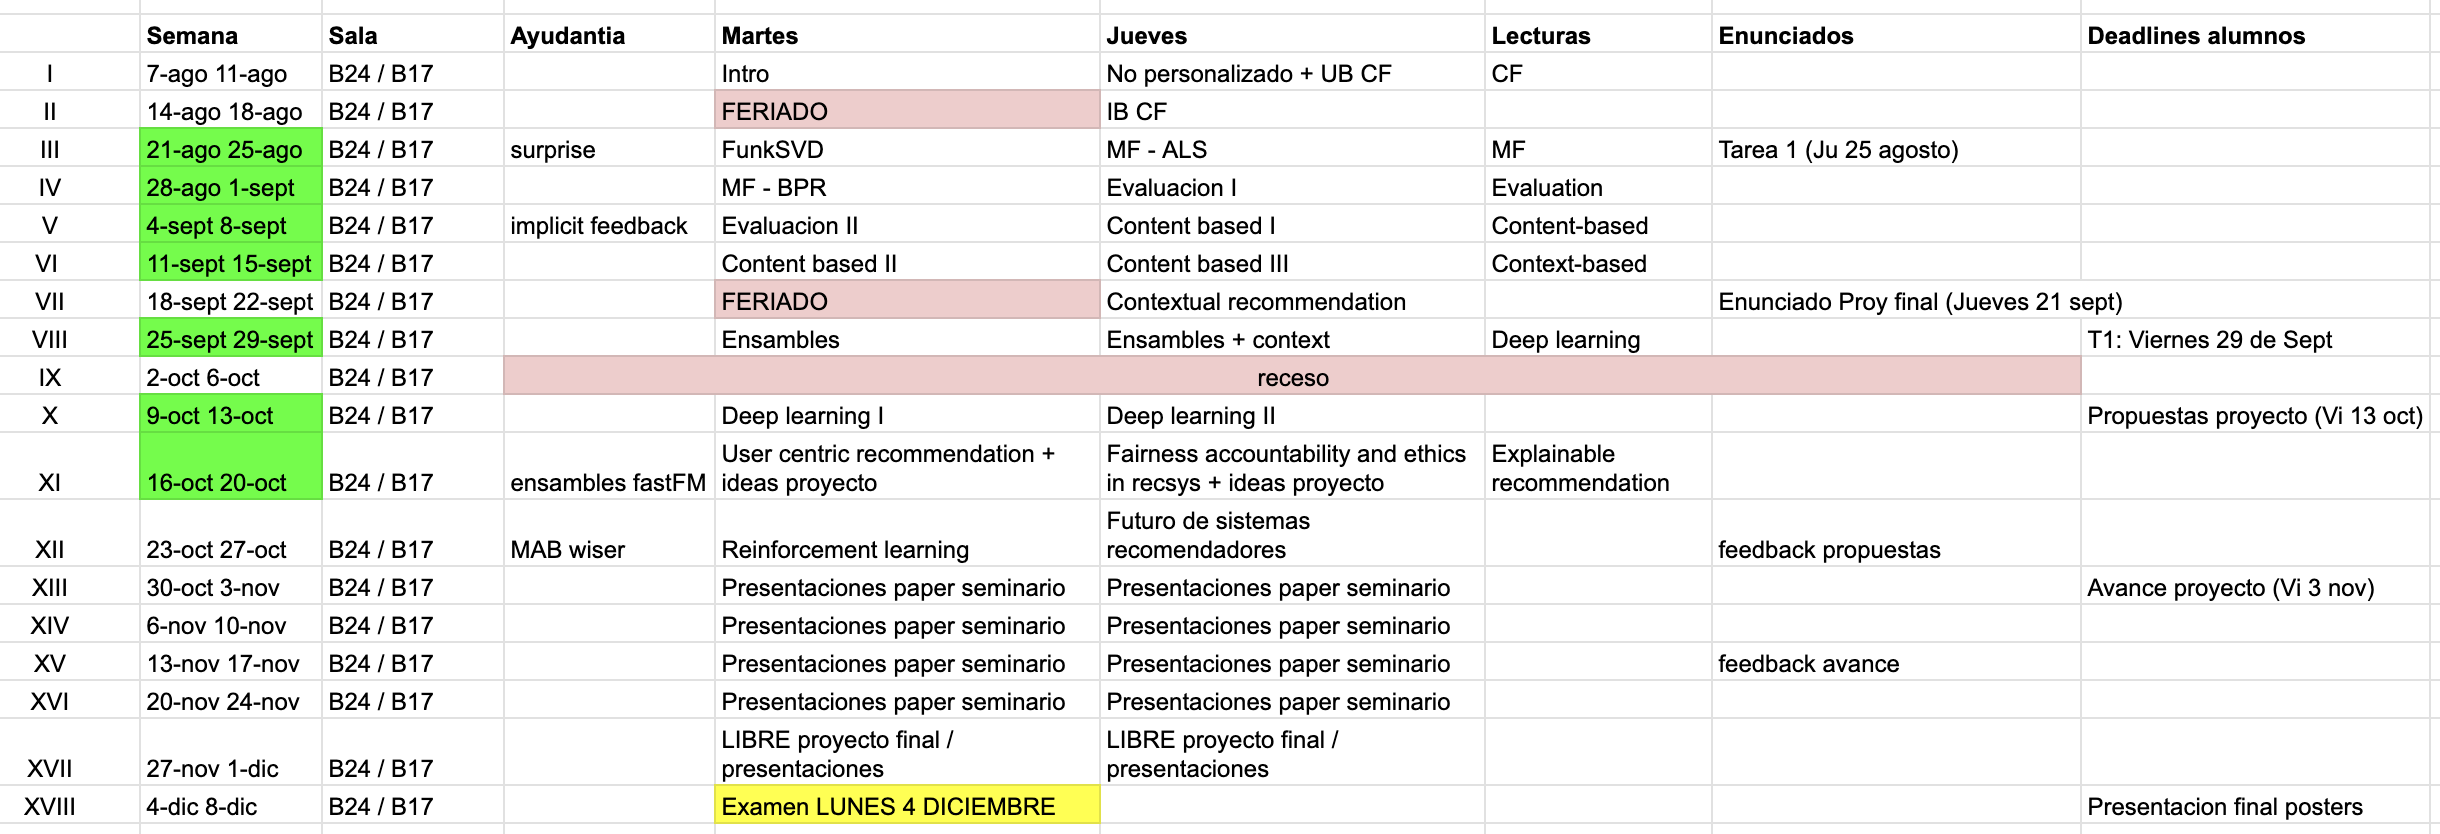 Semana Sala Ayudantia Martes Jueves Lecturas Enunciados Deadlines alumnos
I 7-ago 11-ago B24 / B17 Intro No personalizado + UB CF CF
II 14-ago 18-ago B24 / B17 FERIADO IB CF
III 21-ago 25-ago B24 / B17 surprise FunkSVD MF - ALS MF Tarea 1 (Ju 25 agosto)
IV 28-ago 1-sept B24 / B17 MF - BPR Evaluacion I Evaluation
V 4-sept 8-sept B24 / B17 implicit feedback Evaluacion II Content based I Content-based
VI 11-sept 15-sept B24 / B17 Content based II Content based III Context-based
VII 18-sept 22-sept B24 / B17 FERIADO Contextual recommendation Enunciado Proy final (Jueves 21 sept)
VIII 25-sept 29-sept B24 / B17 Ensambles Ensambles + context Deep learning T1: Viernes 29 de Sept
IX 2-oct 6-oct B24 / B17 receso
X 9-oct 13-oct B24 / B17 Deep learning I Deep learning II Propuestas proyecto (Vi 13 oct)
User centric recommendation + Fairness accountability and ethics Explainable
XI 16-oct 20-oct B24 / B17 ensambles fastFM ideas proyecto in recsys + ideas proyecto recommendation
Futuro de sistemas
XII 23-oct 27-oct B24 / B17 MAB wiser Reinforcement learning recomendadores feedback propuestas
XIII 30-oct 3-nov B24 / B17 Presentaciones paper seminario Presentaciones paper seminario Avance proyecto (Vi 3 nov)
XIV 6-nov 10-nov B24 / B17 Presentaciones paper seminario Presentaciones paper seminario
XV 13-nov 17-nov B24 / B17 Presentaciones paper seminario Presentaciones paper seminario feedback avance
XVI 20-nov 24-nov B24 / B17 Presentaciones paper seminario Presentaciones paper seminario
LIBRE proyecto final / LIBRE proyecto final /
XVII 27-nov 1-dic B24 / B17 presentaciones presentaciones
XVIII 4-dic 8-dic B24 / B17 Examen LUNES 4 DICIEMBRE Presentacion final posters